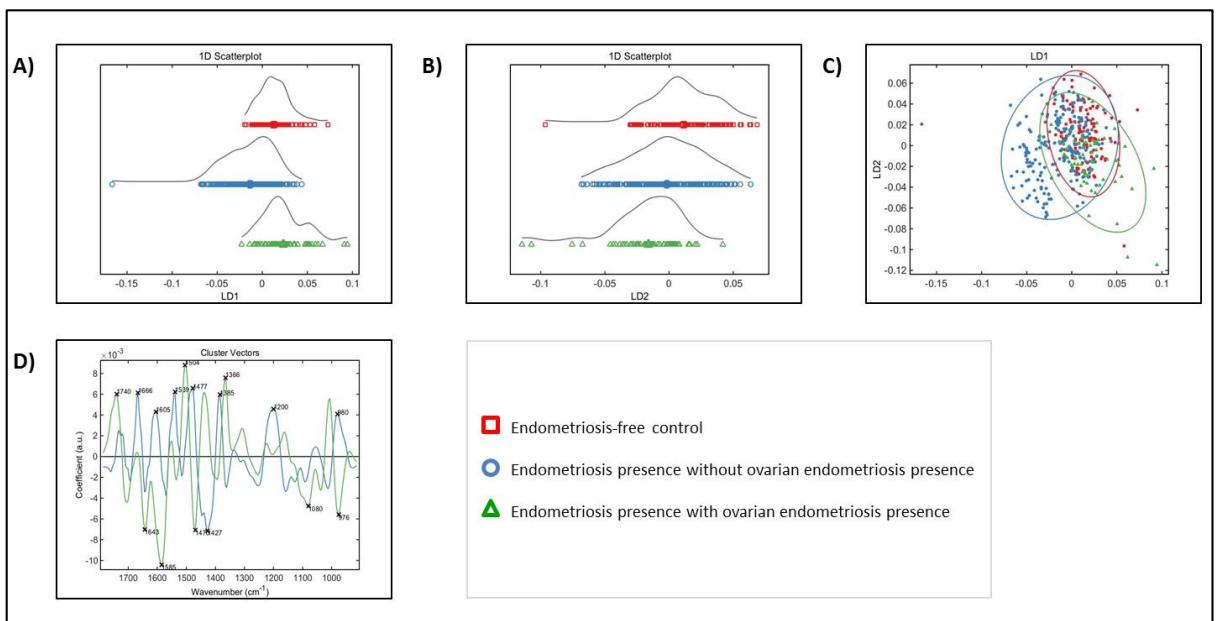 A)
1D Scatterplot
-0.15 -0.1 -0.05 0 0.05 0.1
LD1
B)
1D Scatterplot
-0.1 -0.05 0 0.05
LD2
C)
LD1
0.06
0.04
0.02
0
-0.02
-0.04
-0.06
-0.08
-0.1
-0.12
LD2
-0.15 -0.1 -0.05 0 0.05 0.1
D)
×10⁻³
Cluster Vectors
8
6
4
2
0
-2
-4
-6
-8
-10
Coefficient (a.u.)
1740
1666
1605
1539
1504
1477
1385
1366
1200
980
1643
1585
1470
1427
1080
976
1700 1600 1500 1400 1300 1200 1100 1000
Wavenumber (cm⁻¹)
Endometriosis-free control
Endometriosis presence without ovarian endometriosis presence
Endometriosis presence with ovarian endometriosis presence